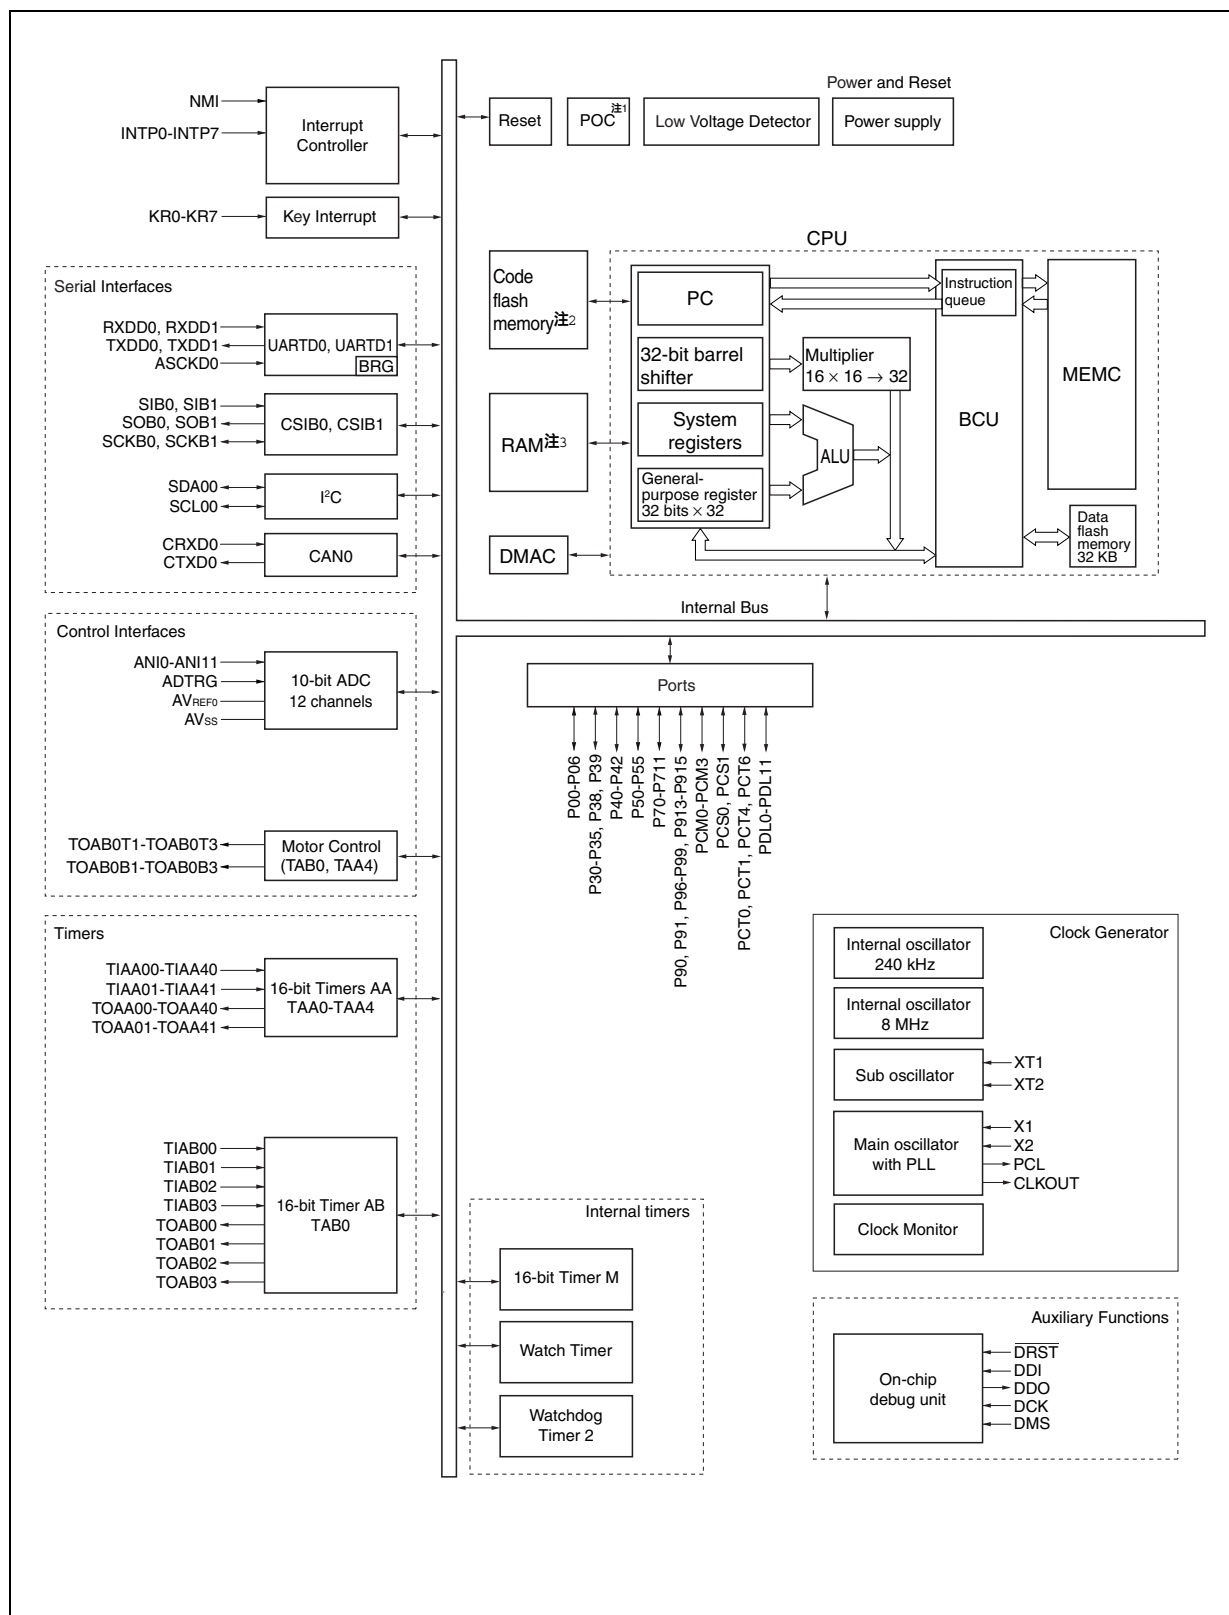 Power and Reset
NMI
INTP0-INTP7
Interrupt
Controller
Reset
POC注1
Low Voltage Detector
Power supply
KR0-KR7
Key Interrupt
CPU
Serial Interfaces
RXDD0, RXDD1
TXDD0, TXDD1
ASCKD0
UARTD0, UARTD1
BRG
SIB0, SIB1
SOB0, SOB1
SCKB0, SCKB1
CSIB0, CSIB1
SDA00
SCL00
I²C
CRXD0
CTXD0
CAN0
Code
flash
memory注2
RAM注3
DMAC
PC
32-bit barrel
shifter
System
registers
General-
purpose register
32 bits × 32
Multiplier
16 × 16 → 32
ALU
Instruction
queue
BCU
MEMC
Data
flash
memory
32 KB
Internal Bus
Control Interfaces
ANI0-ANI11
ADTRG
AVREF0
AVSS
10-bit ADC
12 channels
TOAB0T1-TOAB0T3
TOAB0B1-TOAB0B3
Motor Control
(TAB0, TAA4)
Ports
P00-P06
P30-P35, P38, P39
P40-P42
P50-P55
P70-P711
P90, P91, P96-P99, P913-P915
PCM0-PCM3
PCS0, PCS1
PCT0, PCT1, PCT4, PCT6
PDL0-PDL11
Timers
TIAA00-TIAA40
TIAA01-TIAA41
TOAA00-TOAA40
TOAA01-TOAA41
16-bit Timers AA
TAA0-TAA4
TIAB00
TIAB01
TIAB02
TIAB03
TOAB00
TOAB01
TOAB02
TOAB03
16-bit Timer AB
TAB0
Internal timers
16-bit Timer M
Watch Timer
Watchdog
Timer 2
Clock Generator
Internal oscillator
240 kHz
Internal oscillator
8 MHz
Sub oscillator
XT1
XT2
Main oscillator
with PLL
X1
X2
PCL
CLKOUT
Clock Monitor
Auxiliary Functions
On-chip
debug unit
DRST
DDI
DDO
DCK
DMS